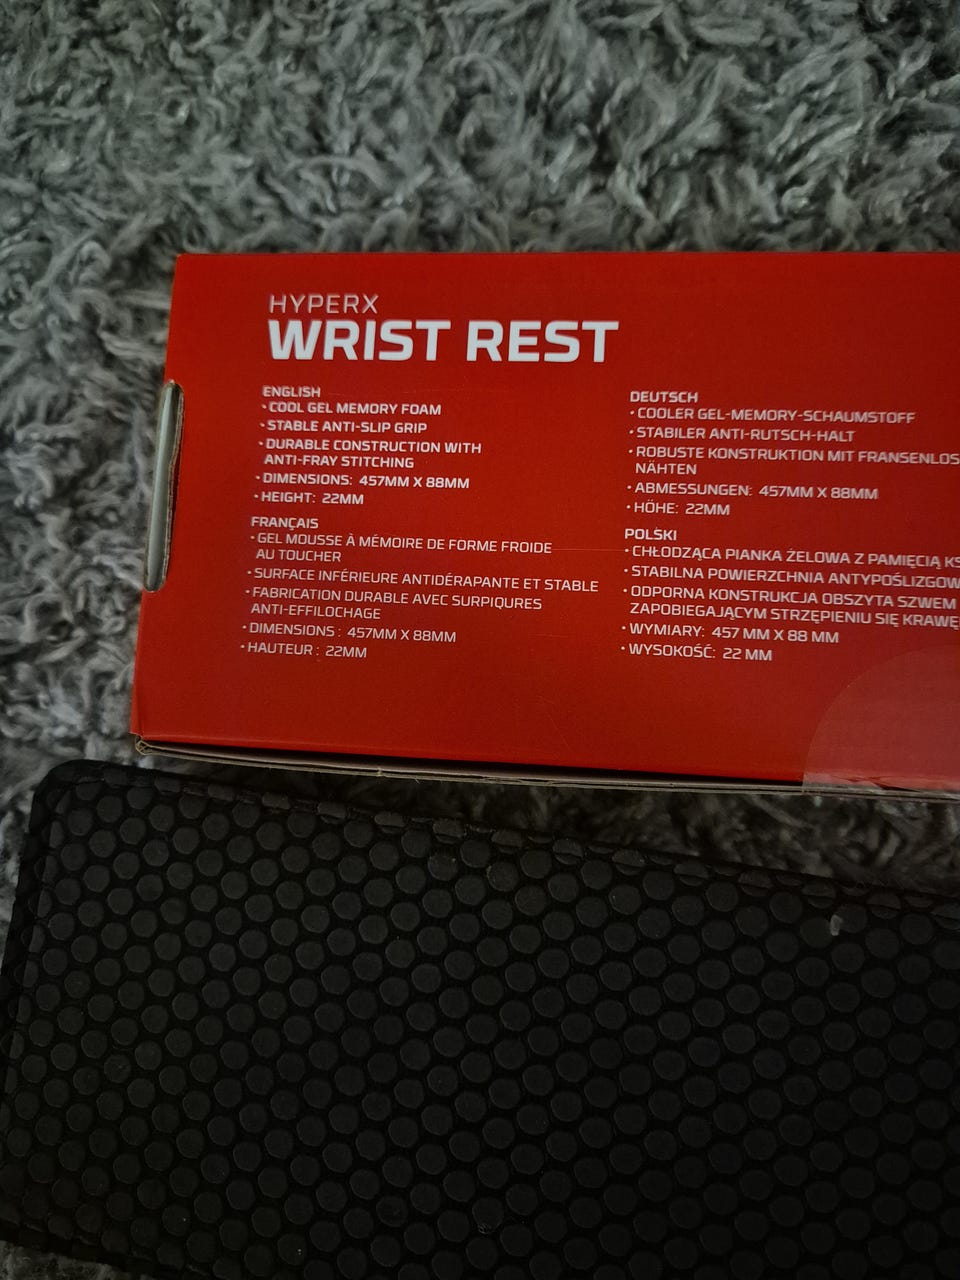 HYPERX
WRIST REST
ENGLISH
• COOL GEL MEMORY FOAM
• STABLE ANTI-SLIP GRIP
• DURABLE CONSTRUCTION WITH
ANTI-FRAY STITCHING
• DIMENSIONS: 457MM X 88MM
• HEIGHT: 22MM
FRANÇAIS
• GEL MOUSSE À MÉMOIRE DE FORME FROIDE
AU TOUCHER
• SURFACE INFÉRIEURE ANTIDÉRAPANTE ET STABLE
• FABRICATION DURABLE AVEC SURPIQURES
ANTI-EFFILOCHAGE
• DIMENSIONS : 457MM X 88MM
• HAUTEUR : 22MM
DEUTSCH
• COOLER GEL-MEMORY-SCHAUMSTOFF
• STABILER ANTI-RUTSCH-HALT
• ROBUSTE KONSTRUKTION MIT
NÄHTEN
• ABMESSUNGEN: 457MM X 88MM
• HÖHE: 22MM
POLSKI
• CHŁODZĄCA PIANKA ŻELOWA Z PAMIĘCIĄ
• STABILNA POWIERZCHNIA
• ODPORNA KONSTRUKCJA OBSZYTA SZWEM
ZAPOBIEGAJĄCYM STRZĘPIENIU SIĘ
• WYMIARY: 457 MM X 88 MM
• WYSOKOŚĆ: 22 MM